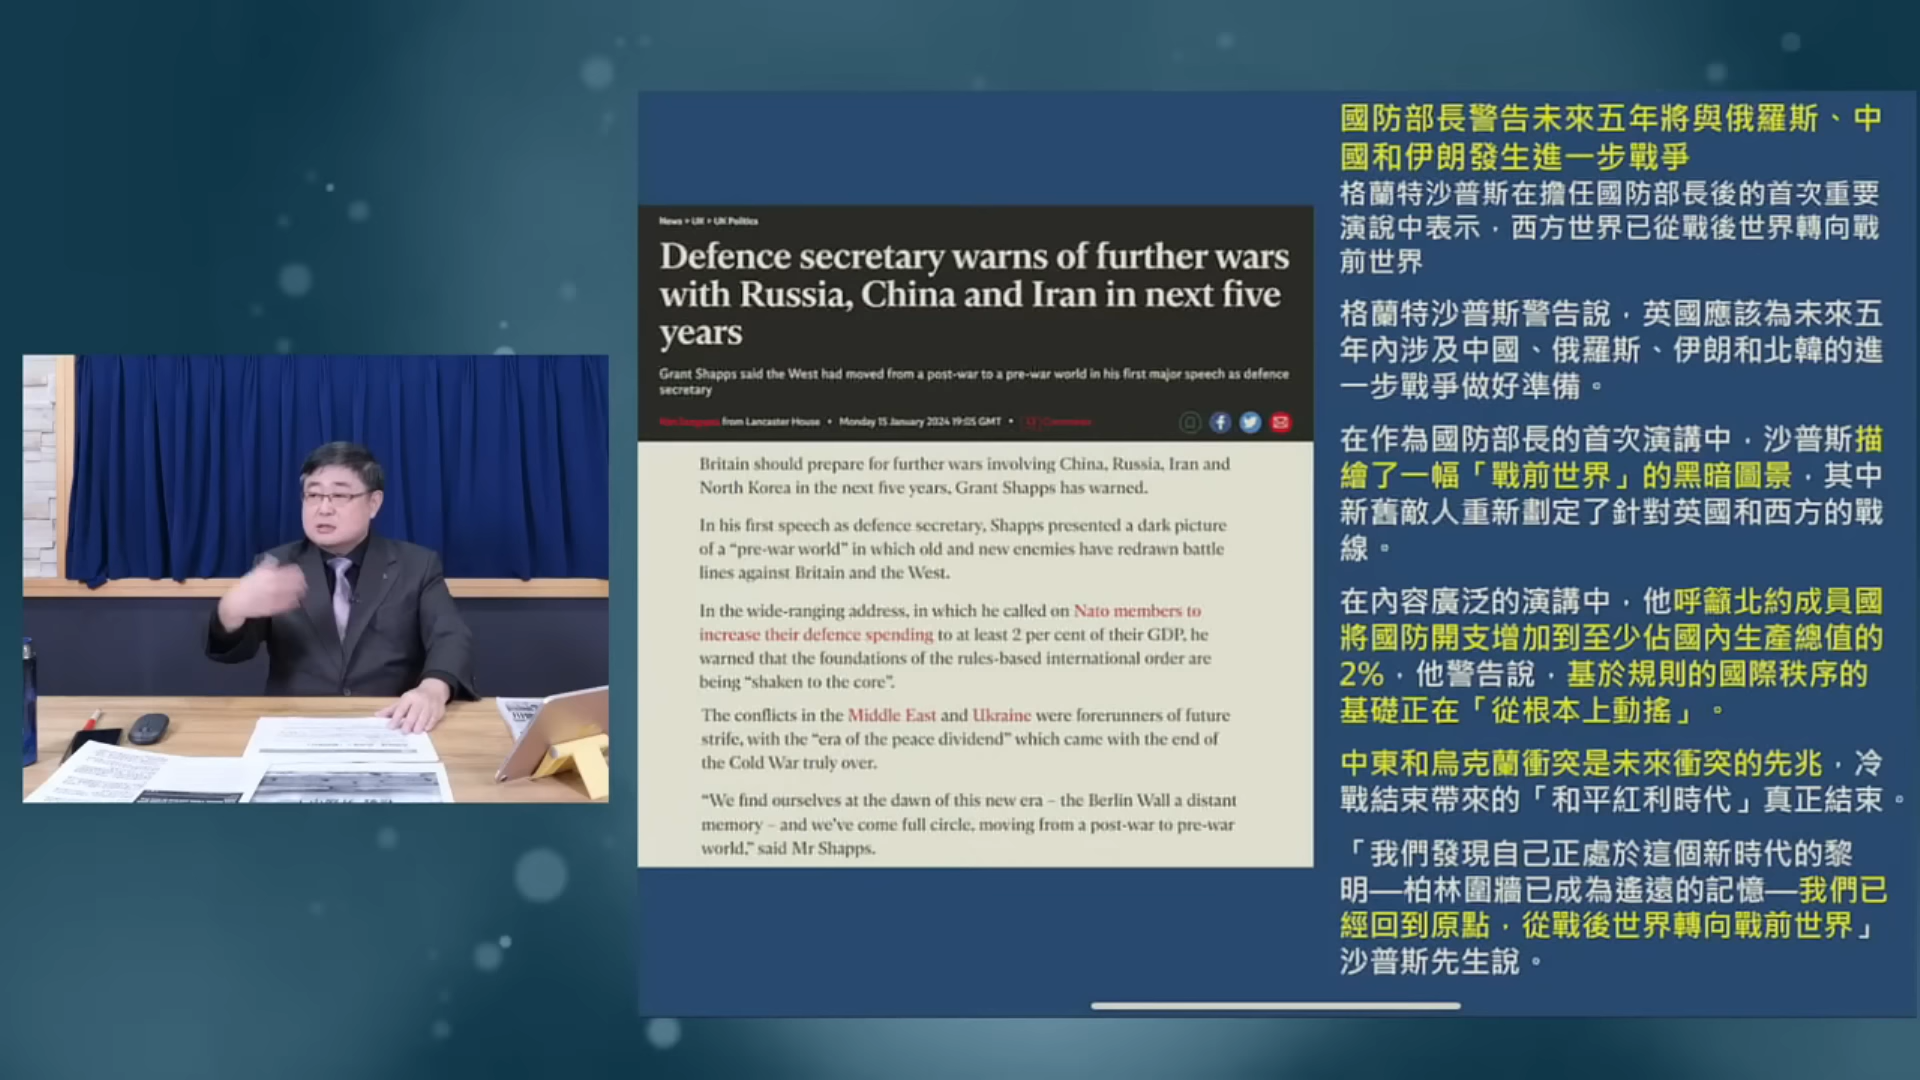 News > UK > UK Politics
Defence secretary warns of further wars
with Russia, China and Iran in next five
years
Grant Shapps said the West had moved from a post-war to a pre-war world in his first major speech as defence
secretary
from Lancaster House • Monday 15 January 2024 19:05 GMT •
Britain should prepare for further wars involving China, Russia, Iran and
North Korea in the next five years, Grant Shapps has warned.
In his first speech as defence secretary, Shapps presented a dark picture
of a “pre-war world” in which old and new enemies have redrawn battle
lines against Britain and the West.
In the wide-ranging address, in which he called on Nato members to
increase their defence spending to at least 2 per cent of their GDP, he
warned that the foundations of the rules-based international order are
being “shaken to the core”.
The conflicts in the Middle East and Ukraine were forerunners of future
strife, with the “era of the peace dividend” which came with the end of
the Cold War truly over.
“We find ourselves at the dawn of this new era – the Berlin Wall a distant
memory – and we’ve come full circle, moving from a post-war to pre-war
world,” said Mr Shapps.
國防部長警告未來五年將與俄羅斯、中
國和伊朗發生進一步戰爭
格蘭特沙普斯在擔任國防部長後的首次重要
演說中表示，西方世界已從戰後世界轉向戰
前世界
格蘭特沙普斯警告說，英國應該為未來五
年內涉及中國、俄羅斯、伊朗和北韓的進
一步戰爭做好準備。
在作為國防部長的首次演講中，沙普斯描
繪了一幅「戰前世界」的黑暗圖景，其中
新舊敵人重新劃定了針對英國和西方的戰
線。
在內容廣泛的演講中，他呼籲北約成員國
將國防開支增加到至少佔國內生產總值的
2%，他警告說，基於規則的國際秩序的
基礎正在「從根本上動搖」。
中東和烏克蘭衝突是未來衝突的先兆，冷
戰結束帶來的「和平紅利時代」真正結束。
「我們發現自己正處於這個新時代的黎
明—柏林圍牆已成為遙遠的記憶—我們已
經回到原點，從戰後世界轉向戰前世界」
沙普斯先生說。